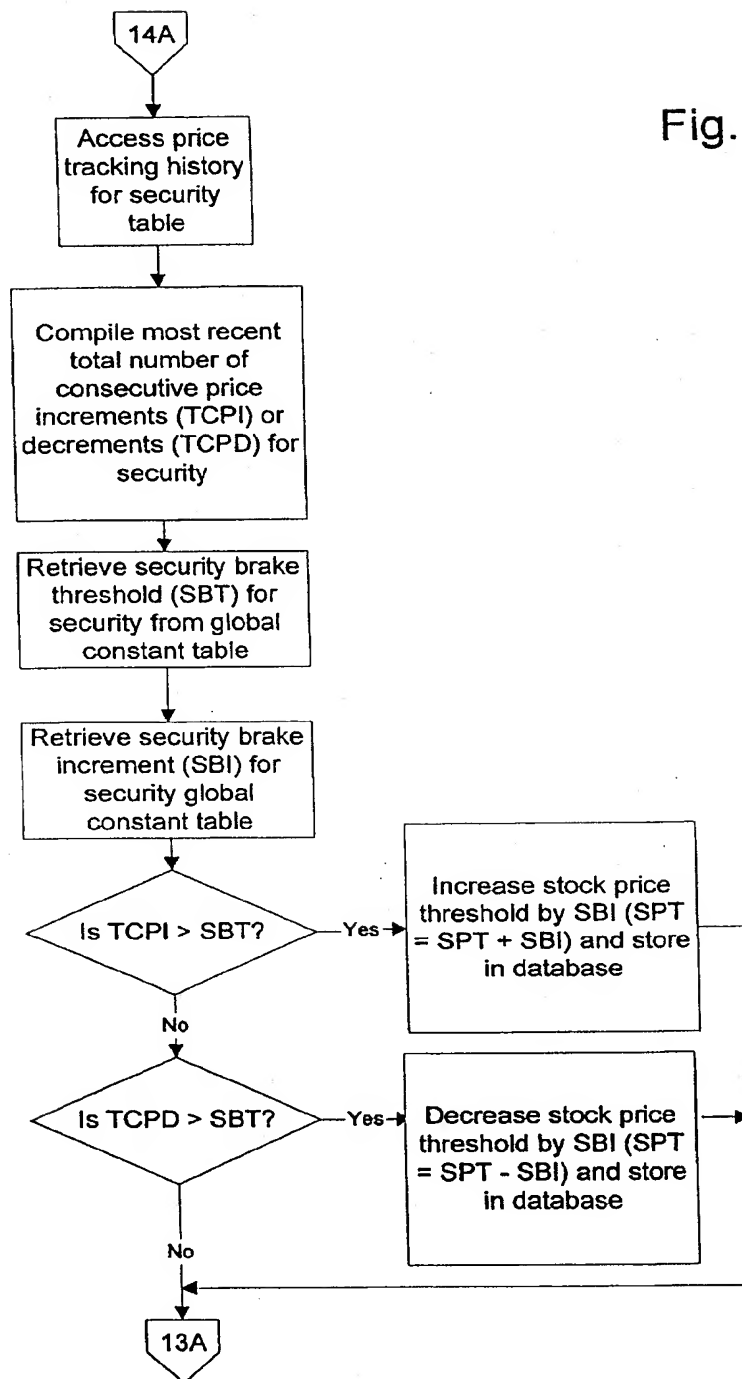 14A
Fig.
Access price
tracking history
for security
table
Compile most recent
total number of
consecutive price
increments (TCPI) or
decrements (TCPD) for
security
Retrieve security brake
threshold (SBT) for
security from global
constant table
Retrieve security brake
increment (SBI) for
security global
constant table
Is TCPI > SBT?
Yes
Increase stock price
threshold by SBI (SPT
= SPT + SBI) and store
in database
No
Is TCPD > SBT?
Yes
Decrease stock price
threshold by SBI (SPT
= SPT - SBI) and store
in database
No
13A